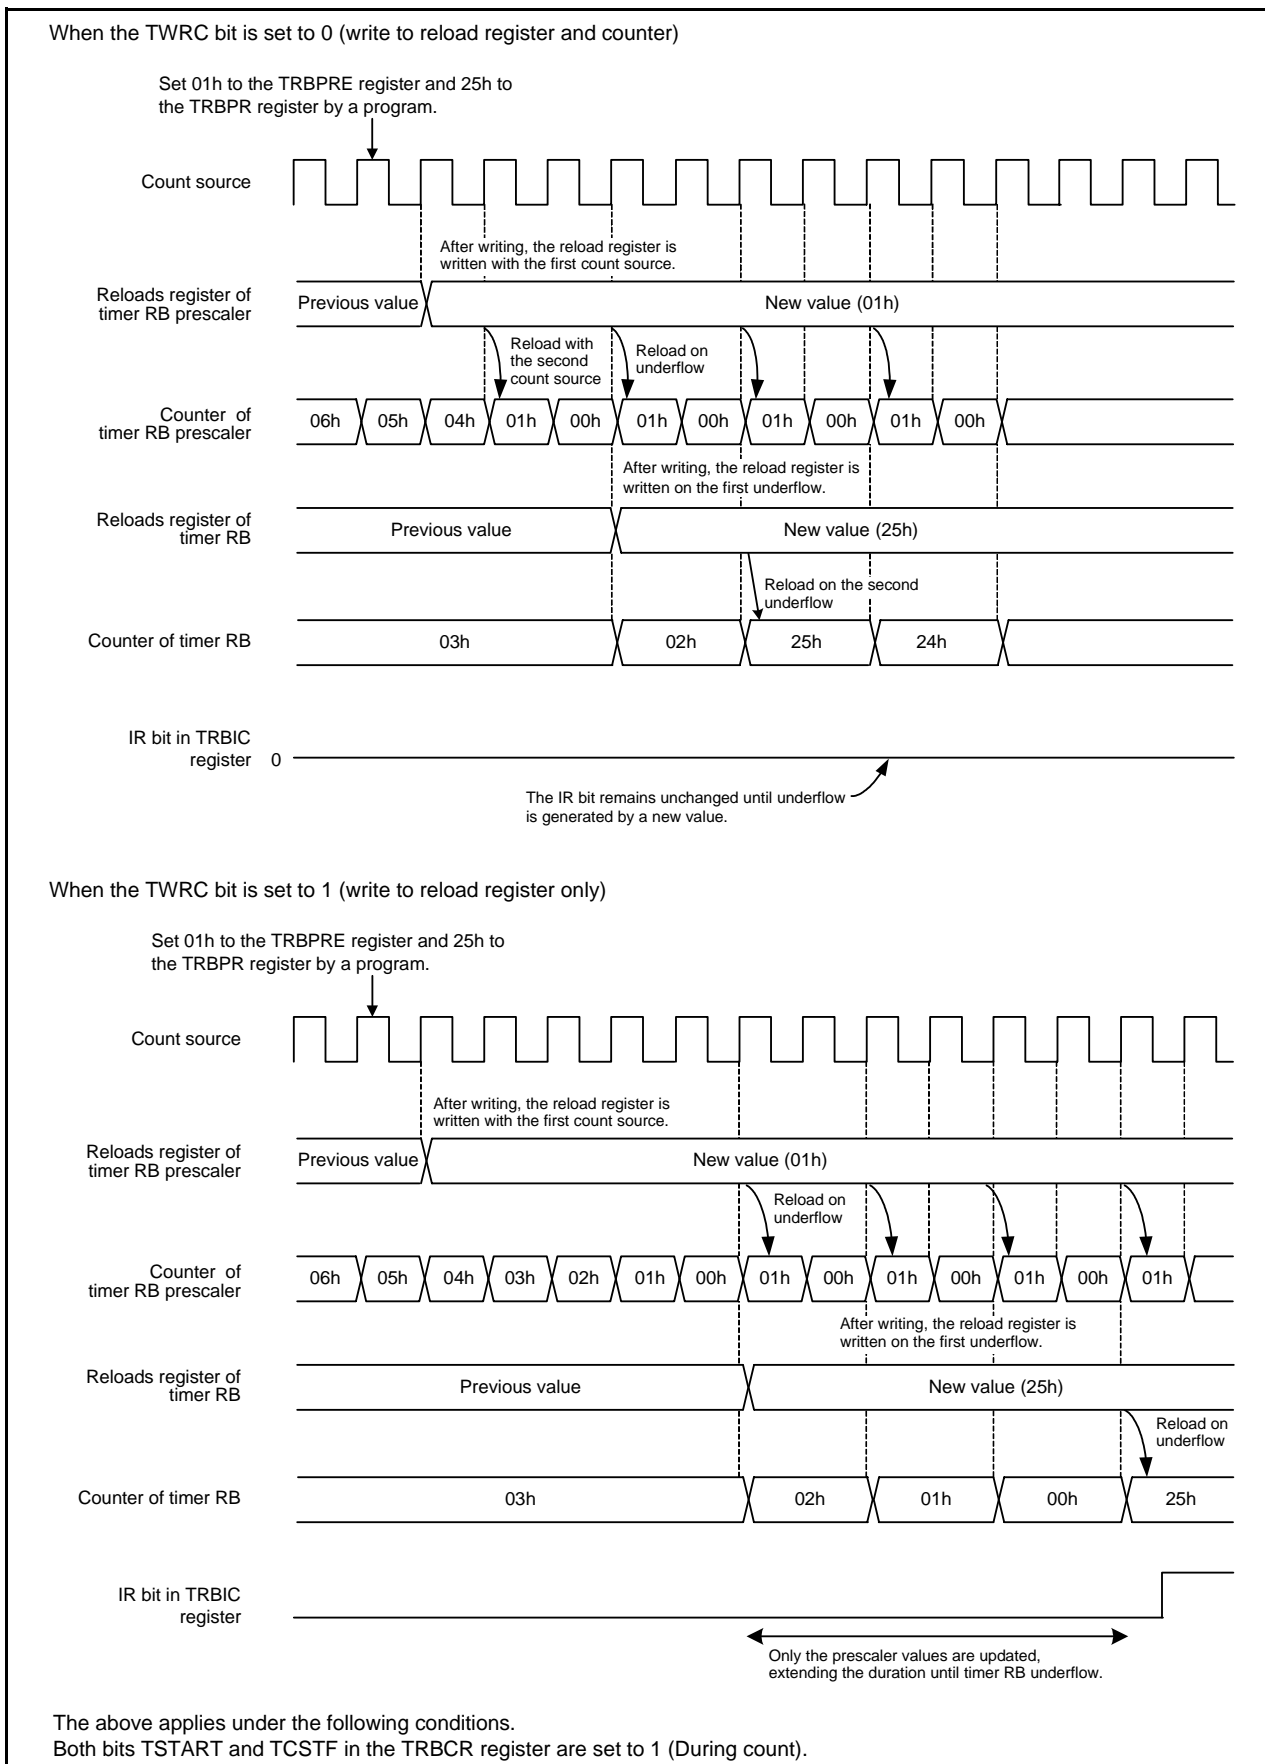 When the TWRC bit is set to 0 (write to reload register and counter)
Set 01h to the TRBPRE register and 25h to
the TRBPR register by a program.
Count source
After writing, the reload register is
written with the first count source.
Reloads register of
timer RB prescaler
Previous value
New value (01h)
Reload with
the second
count source
Reload on
underflow
Counter of
timer RB prescaler
06h 05h 04h 01h 00h 01h 00h 01h 00h 01h 00h
After writing, the reload register is
written on the first underflow.
Reloads register of
timer RB
Previous value
New value (25h)
Reload on the second
underflow
Counter of timer RB
03h 02h 25h 24h
IR bit in TRBIC
register 0
The IR bit remains unchanged until underflow
is generated by a new value.
When the TWRC bit is set to 1 (write to reload register only)
Set 01h to the TRBPRE register and 25h to
the TRBPR register by a program.
Count source
After writing, the reload register is
written with the first count source.
Reloads register of
timer RB prescaler
Previous value
New value (01h)
Reload on
underflow
Counter of
timer RB prescaler
06h 05h 04h 03h 02h 01h 00h 01h 00h 01h 00h 01h 00h 01h
After writing, the reload register is
written on the first underflow.
Reloads register of
timer RB
Previous value
New value (25h)
Reload on
underflow
Counter of timer RB
03h 02h 01h 00h 25h
IR bit in TRBIC
register
Only the prescaler values are updated,
extending the duration until timer RB underflow.
The above applies under the following conditions.
Both bits TSTART and TCSTF in the TRBCR register are set to 1 (During count).